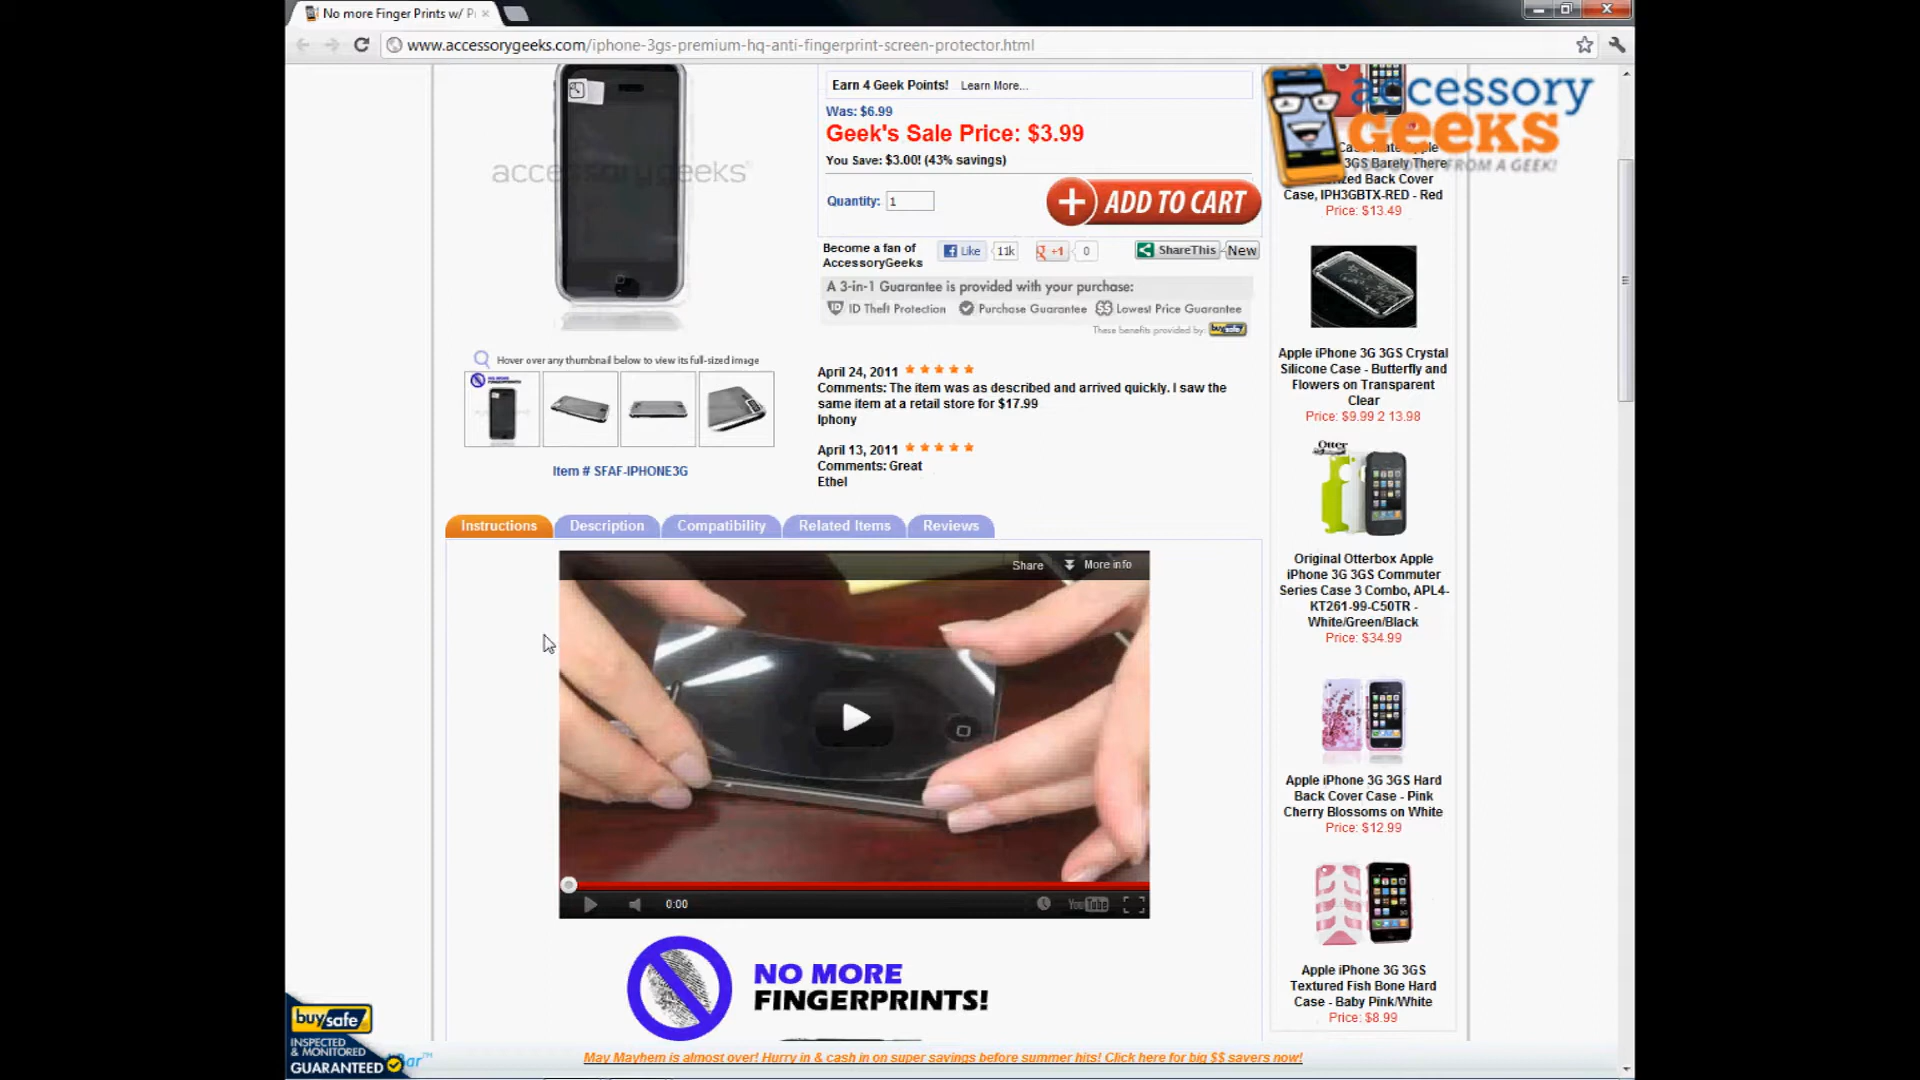 No more Finger Prints w/ P
www.accessorygeeks.com/iphone-3gs-premium-hq-anti-fingerprint-screen-protector.html
Earn 4 Geek Points! Learn More...
Was: $6.99
Geek's Sale Price: $3.99
You Save: $3.00! (43% savings)
Quantity: 1
ADD TO CART
Become a fan of
AccessoryGeeks
Like 11k
+1 0
ShareThis New
A 3-in-1 Guarantee is provided with your purchase:
ID Theft Protection Purchase Guarantee Lowest Price Guarantee
These benefits provided by: buySafe
accessorygeeks
Hover over any thumbnail below to view its full-sized image
NO MORE
FINGERPRINTS!
Item # SFAF-IPHONE3G
April 24, 2011
Comments: The item was as described and arrived quickly. I saw the
same item at a retail store for $17.99
Iphony
April 13, 2011
Comments: Great
Ethel
Instructions Description Compatibility Related Items Reviews
Share More info
0:00
YouTube
NO MORE
FINGERPRINTS!
accessory
GEEKS
FROM A GEEK!
3GS Barely There
Back Cover
Case, IPH3GBTX-RED - Red
Price: $13.49
Apple iPhone 3G 3GS Crystal
Silicone Case - Butterfly and
Flowers on Transparent
Clear
Price: $9.99 2 13.98
Otter
Original Otterbox Apple
iPhone 3G 3GS Commuter
Series Case 3 Combo, APL4-
KT261-99-C50TR -
White/Green/Black
Price: $34.99
Apple iPhone 3G 3GS Hard
Back Cover Case - Pink
Cherry Blossoms on White
Price: $12.99
Apple iPhone 3G 3GS
Textured Fish Bone Hard
Case - Baby Pink/White
Price: $8.99
buysafe
INSPECTED
& MONITORED
GUARANTEED
Bar™
May Mayhem is almost over! Hurry in & cash in on super savings before summer hits! Click here for big $$ savers now!